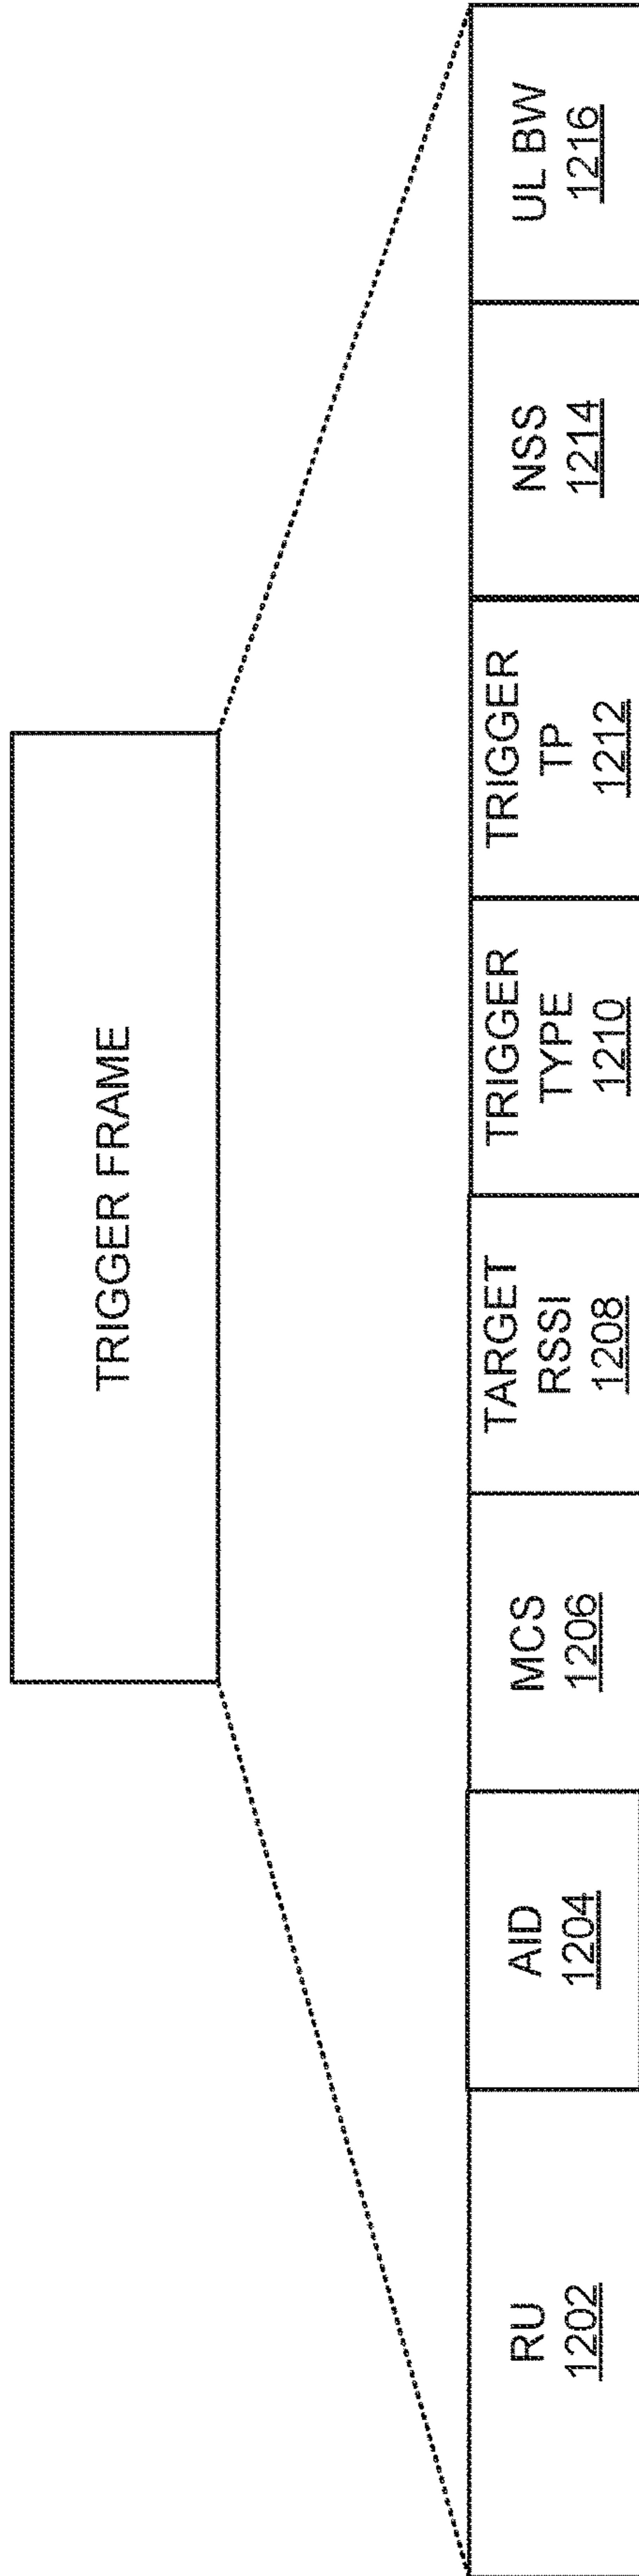 TRIGGER FRAME
RU
1202
AID
1204
MCS
1206
TARGET
RSSI
1208
TRIGGER
TYPE
1210
TRIGGER
TP
1212
NSS
1214
UL BW
1216